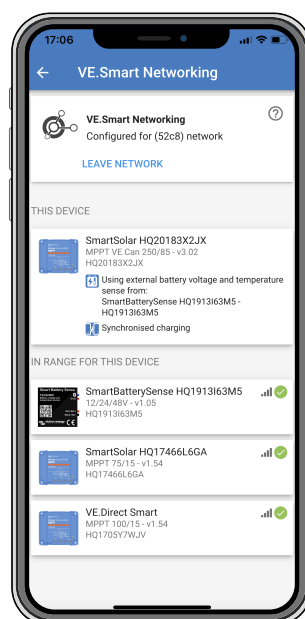 17:06
VE.Smart Networking
VE.Smart Networking
Configured for (52c8) network
LEAVE NETWORK
THIS DEVICE
SmartSolar HQ20183X2JX
MPPT VE.Can 250/85 - v3.02
HQ20183X2JX
Using external battery voltage and temperature
sense from:
SmartBatterySense HQ1913I63M5 -
HQ1913I63M5
Synchronised charging
IN RANGE FOR THIS DEVICE
Smart Battery Sense
SmartBatterySense HQ1913I63M5
12/24/48V - v1.05
HQ1913I63M5
SmartSolar HQ17466L6GA
MPPT 75/15 - v1.54
HQ17466L6GA
VE.Direct Smart
MPPT 100/15 - v1.54
HQ1705Y7WJV